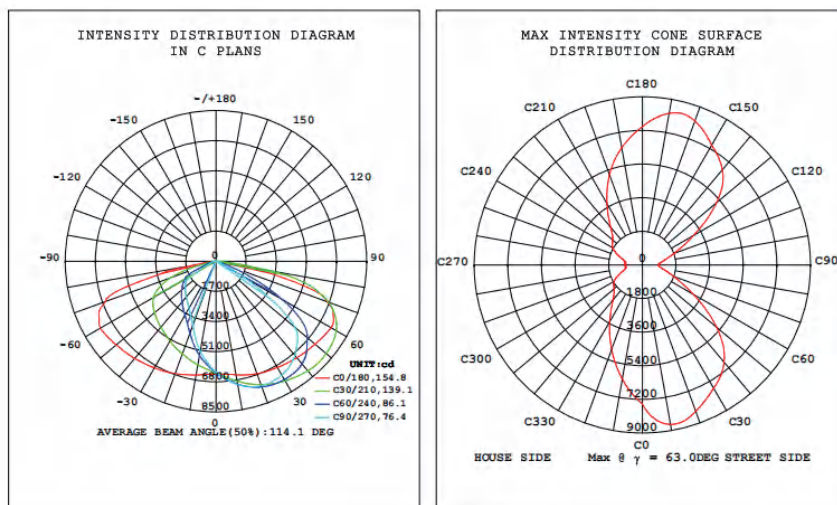 INTENSITY DISTRIBUTION DIAGRAM
IN C PLANS
-/+180
-150
150
-120
120
-90
0
90
1700
3400
5100
6800
8500
-60
60
-30
30
0
UNIT:cd
C0/180,154.8
C30/210,139.1
C60/240,86.1
C90/270,76.4
AVERAGE BEAM ANGLE(50%):114.1 DEG
MAX INTENSITY CONE SURFACE
DISTRIBUTION DIAGRAM
C180
C210
C150
C240
C120
C270
0
C90
1800
3600
5400
7200
9000
C300
C60
C330
C30
C0
HOUSE SIDE
Max @ γ = 63.0DEG STREET SIDE